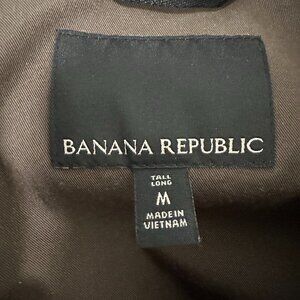 BANANA REPUBLIC
TALL
LONG
M
MADE IN
VIETNAM